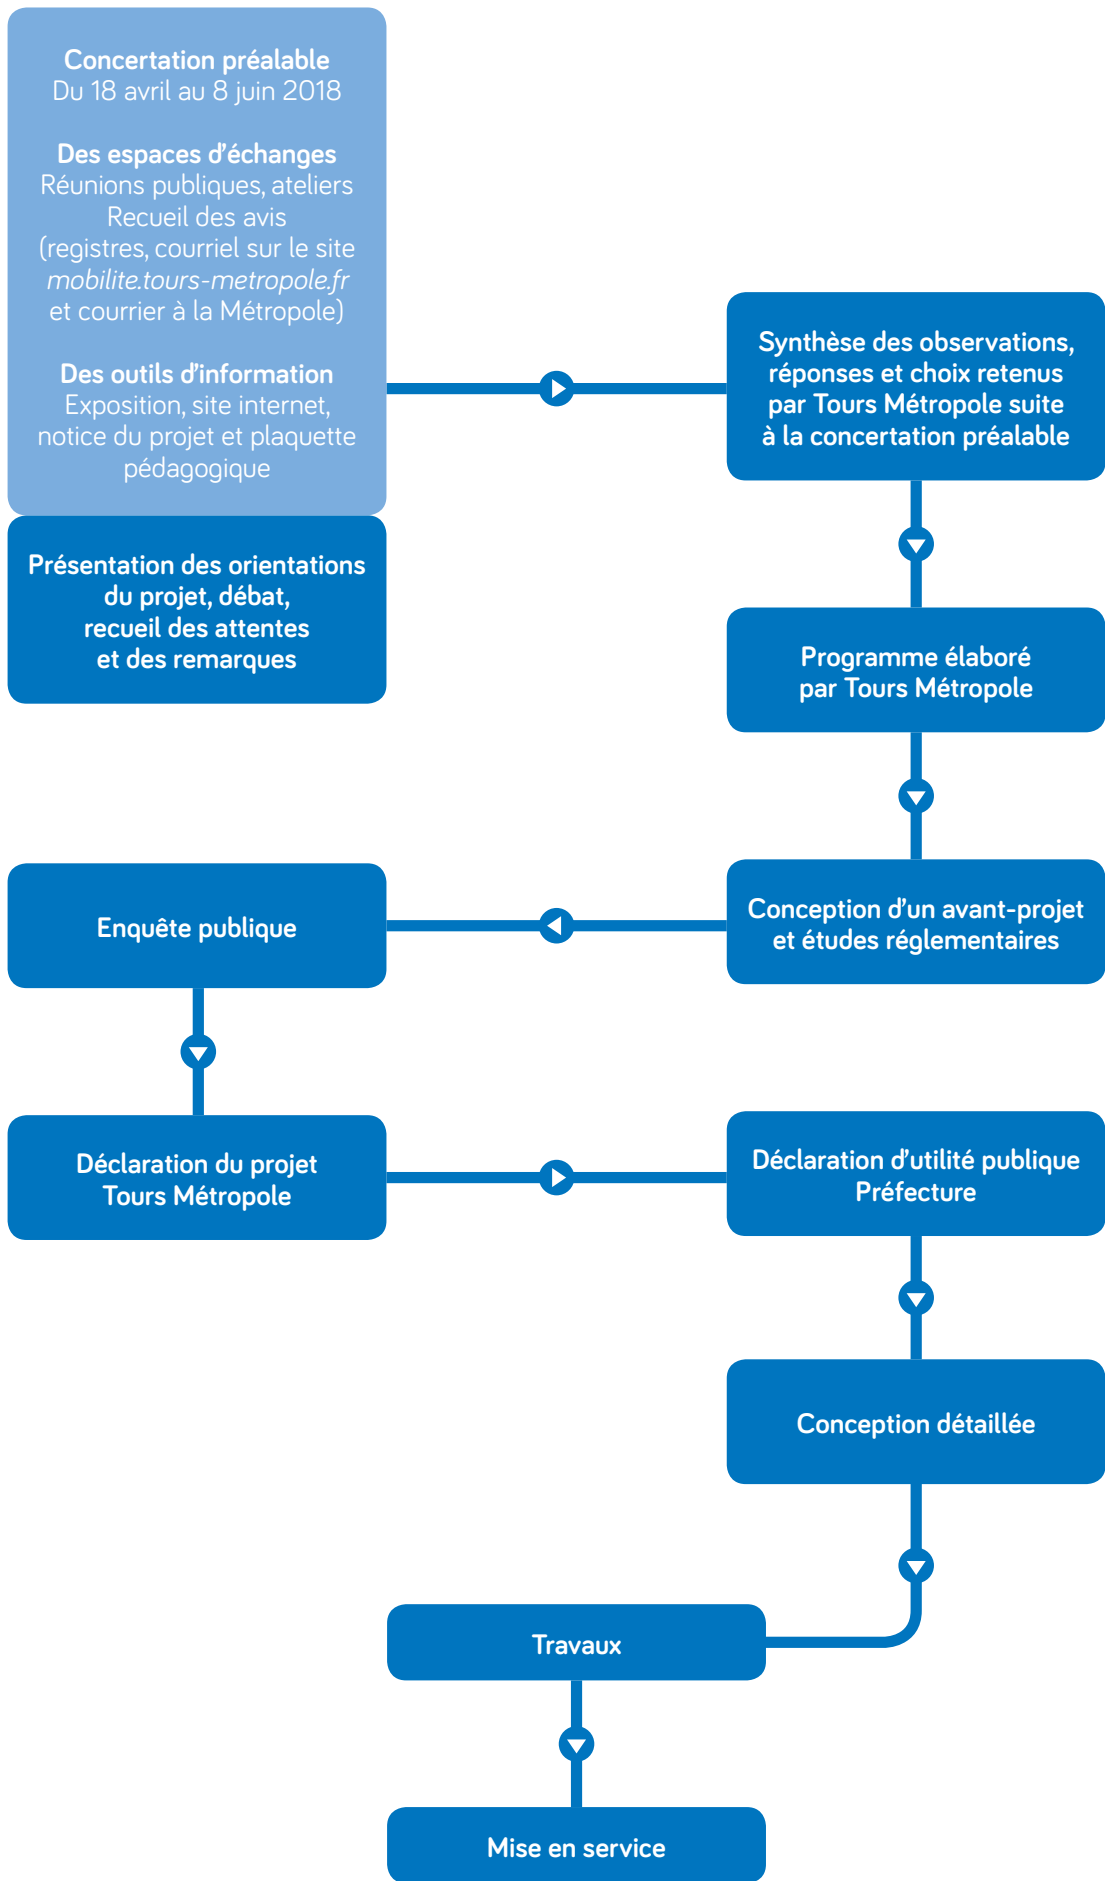 Concertation préalable
Du 18 avril au 8 juin 2018
Des espaces d’échanges
Réunions publiques, ateliers
Recueil des avis
(registres, courriel sur le site
mobilite.tours-metropole.fr
et courrier à la Métropole)
Des outils d’information
Exposition, site internet,
notice du projet et plaquette
pédagogique
Présentation des orientations
du projet, débat,
recueil des attentes
et des remarques
Synthèse des observations,
réponses et choix retenus
par Tours Métropole suite
à la concertation préalable
Programme élaboré
par Tours Métropole
Conception d’un avant-projet
et études réglementaires
Enquête publique
Déclaration du projet
Tours Métropole
Déclaration d’utilité publique
Préfecture
Conception détaillée
Travaux
Mise en service